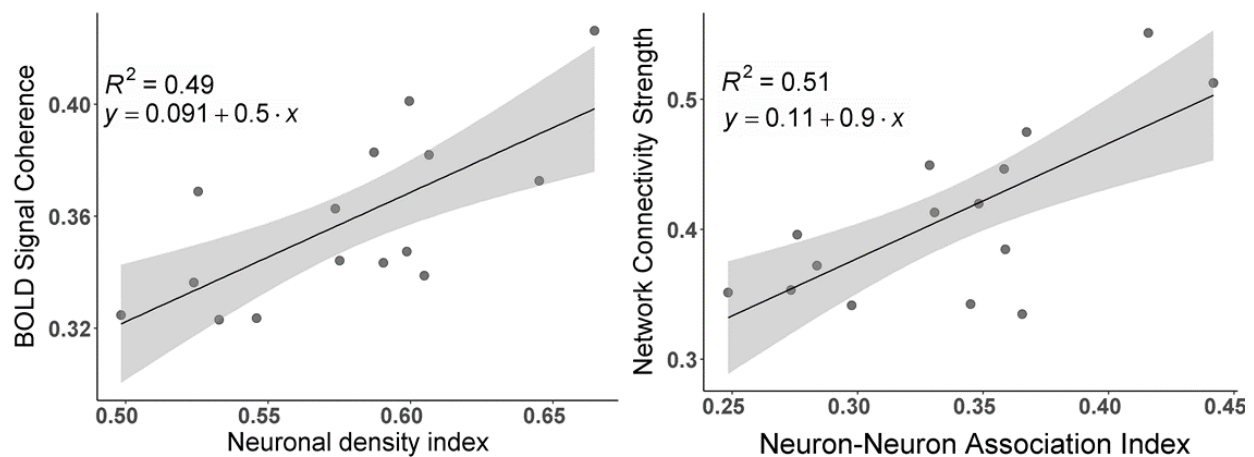 BOLD Signal Coherence
R² = 0.49
y = 0.091 + 0.5 · x
0.40
0.36
0.32
0.50 0.55 0.60 0.65
Neuronal density index
Network Connectivity Strength
R² = 0.51
y = 0.11 + 0.9 · x
0.5
0.4
0.3
0.25 0.30 0.35 0.40 0.45
Neuron-Neuron Association Index